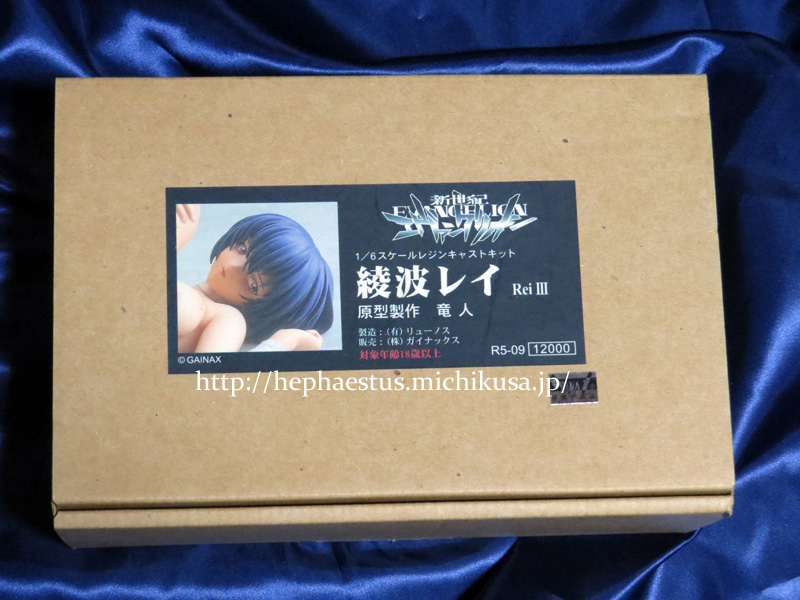 新世紀
EVANGELION
エヴァンゲリオン
1/6スケールレジンキャストキット
綾波レイ Rei III
原型製作 竜人
製造：(有)リューノス
販売：(株)ガイナックス
対象年齢18歳以上
© GAINAX
R5-09 12000
http://hephaestus.michikusa.jp/